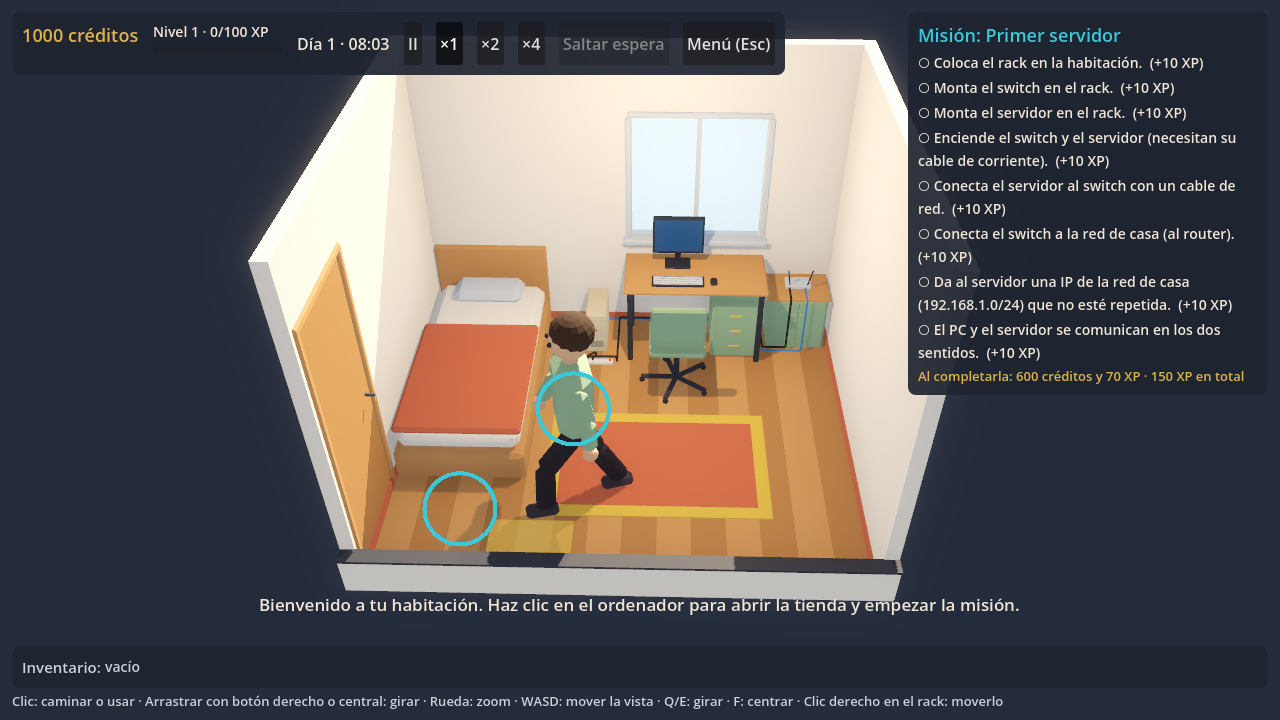 1000 créditos
Nivel 1 · 0/100 XP
Día 1 · 08:03
II
×1
×2
×4
Saltar espera
Menú (Esc)
Misión: Primer servidor
○ Coloca el rack en la habitación. (+10 XP)
○ Monta el switch en el rack. (+10 XP)
○ Monta el servidor en el rack. (+10 XP)
○ Enciende el switch y el servidor (necesitan su
cable de corriente). (+10 XP)
○ Conecta el servidor al switch con un cable de
red. (+10 XP)
○ Conecta el switch a la red de casa (al router).
(+10 XP)
○ Da al servidor una IP de la red de casa
(192.168.1.0/24) que no esté repetida. (+10 XP)
○ El PC y el servidor se comunican en los dos
sentidos. (+10 XP)
Al completarla: 600 créditos y 70 XP · 150 XP en total
Bienvenido a tu habitación. Haz clic en el ordenador para abrir la tienda y empezar la misión.
Inventario: vacío
Clic: caminar o usar · Arrastrar con botón derecho o central: girar · Rueda: zoom · WASD: mover la vista · Q/E: girar · F: centrar · Clic derecho en el rack: moverlo